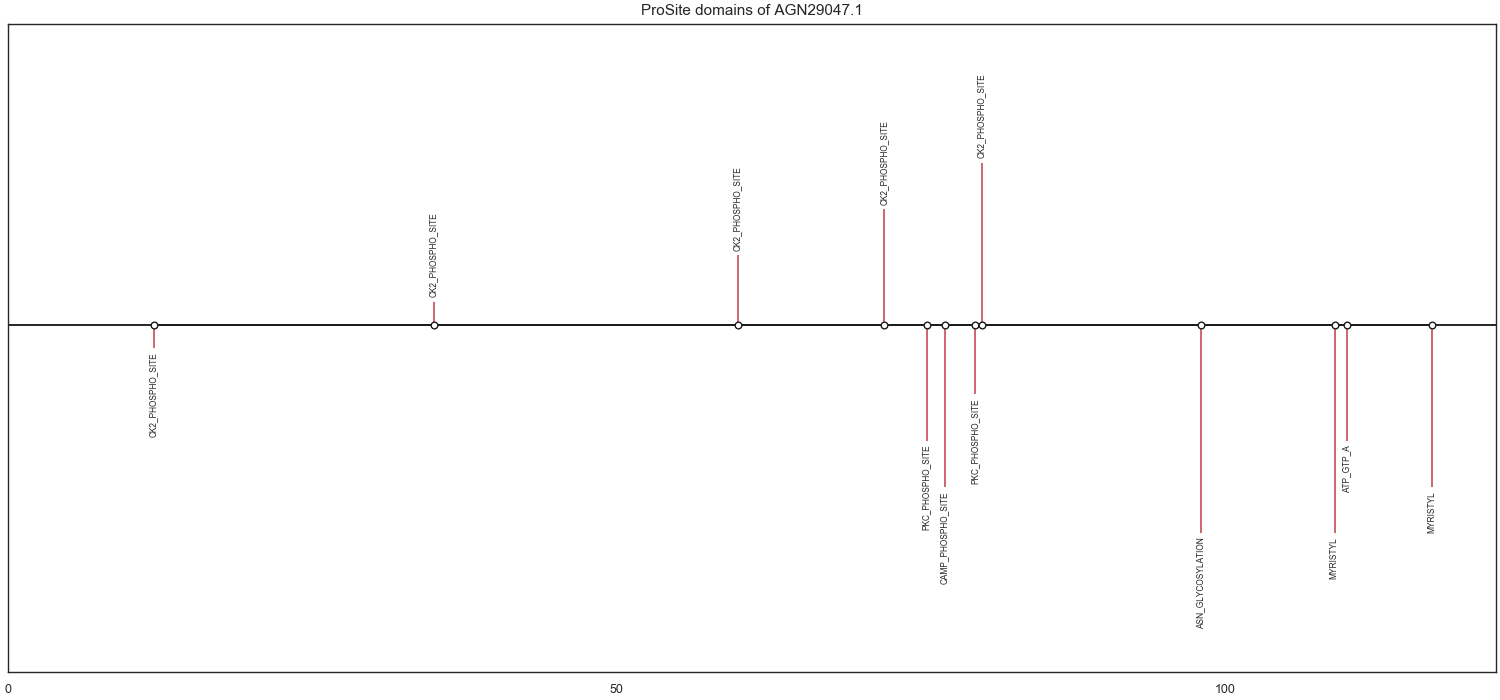 ProSite domains of AGN29047.1
CK2_PHOSPHO_SITE
CK2_PHOSPHO_SITE
CK2_PHOSPHO_SITE
CK2_PHOSPHO_SITE
CK2_PHOSPHO_SITE
PKC_PHOSPHO_SITE
CAMP_PHOSPHO_SITE
PKC_PHOSPHO_SITE
ASN_GLYCOSYLATION
MYRISTYL
ATP_GTP_A
MYRISTYL
0
50
100